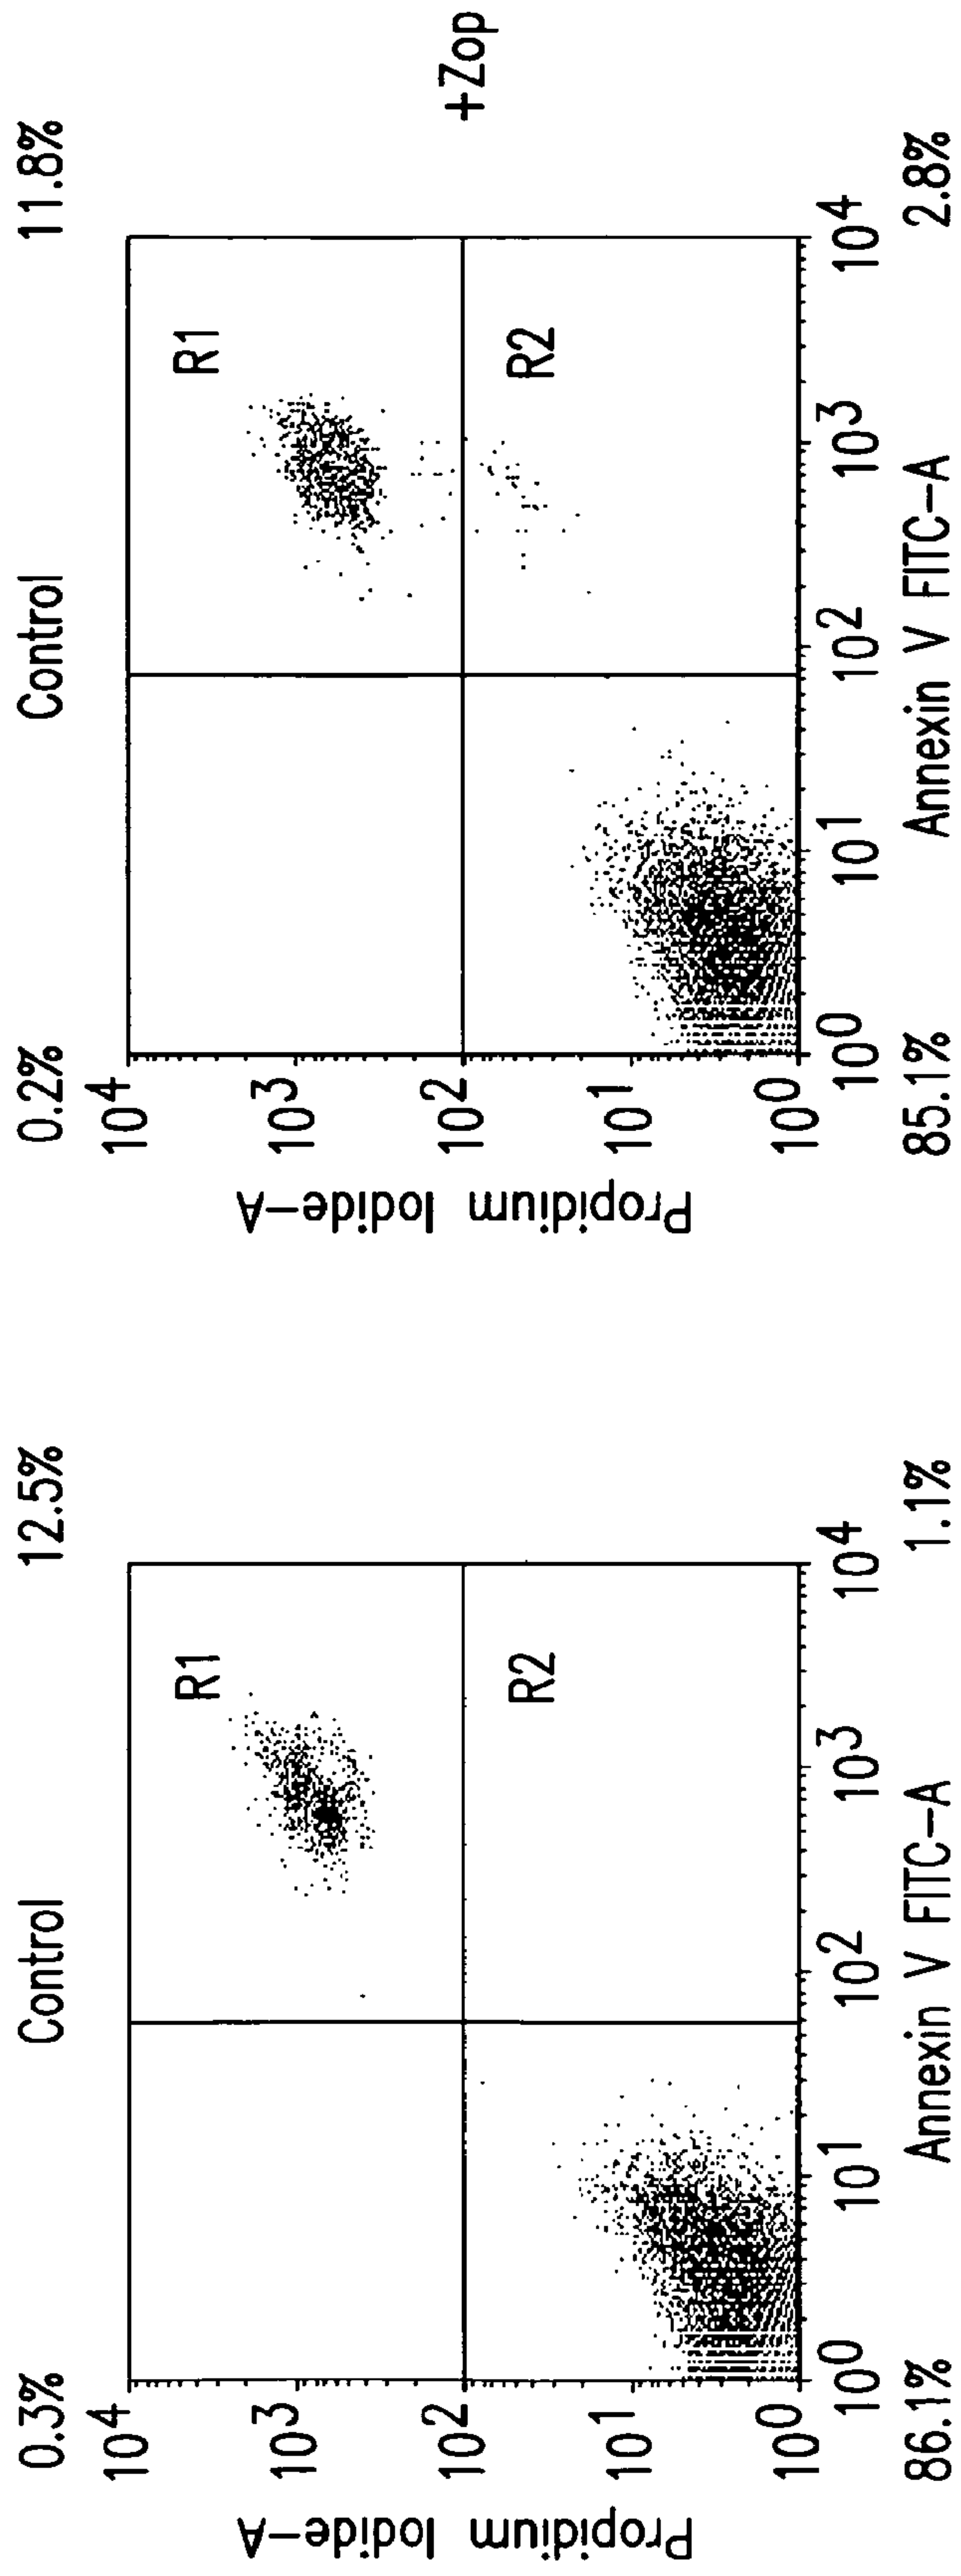 0.3% Control 12.5%
10^4
10^3
R1
10^2
R2
10^1
10^0
Propidium Iodide-A
10^0 10^1 10^2 10^3 10^4
86.1% Annexin V FITC-A 1.1%
0.2% Control 11.8%
10^4
10^3
R1
10^2
R2
10^1
10^0
Propidium Iodide-A
10^0 10^1 10^2 10^3 10^4
85.1% Annexin V FITC-A 2.8%
+Zop